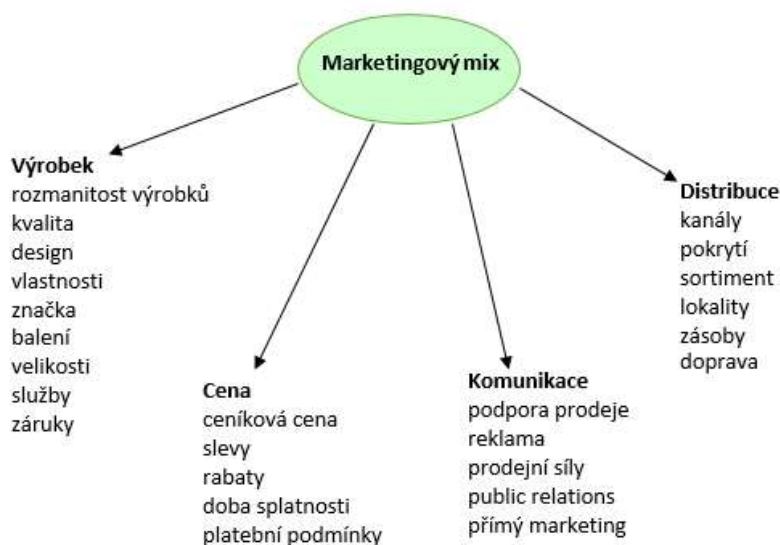 Marketingový mix
Výrobek
rozmanitost výrobků
kvalita
design
vlastnosti
značka
balení
velikosti
služby
záruky
Cena
ceníková cena
slevy
rabaty
doba splatnosti
platební podmínky
Komunikace
podpora prodeje
reklama
prodejní síly
public relations
přímý marketing
Distribuce
kanály
pokrytí
sortiment
lokality
zásoby
doprava